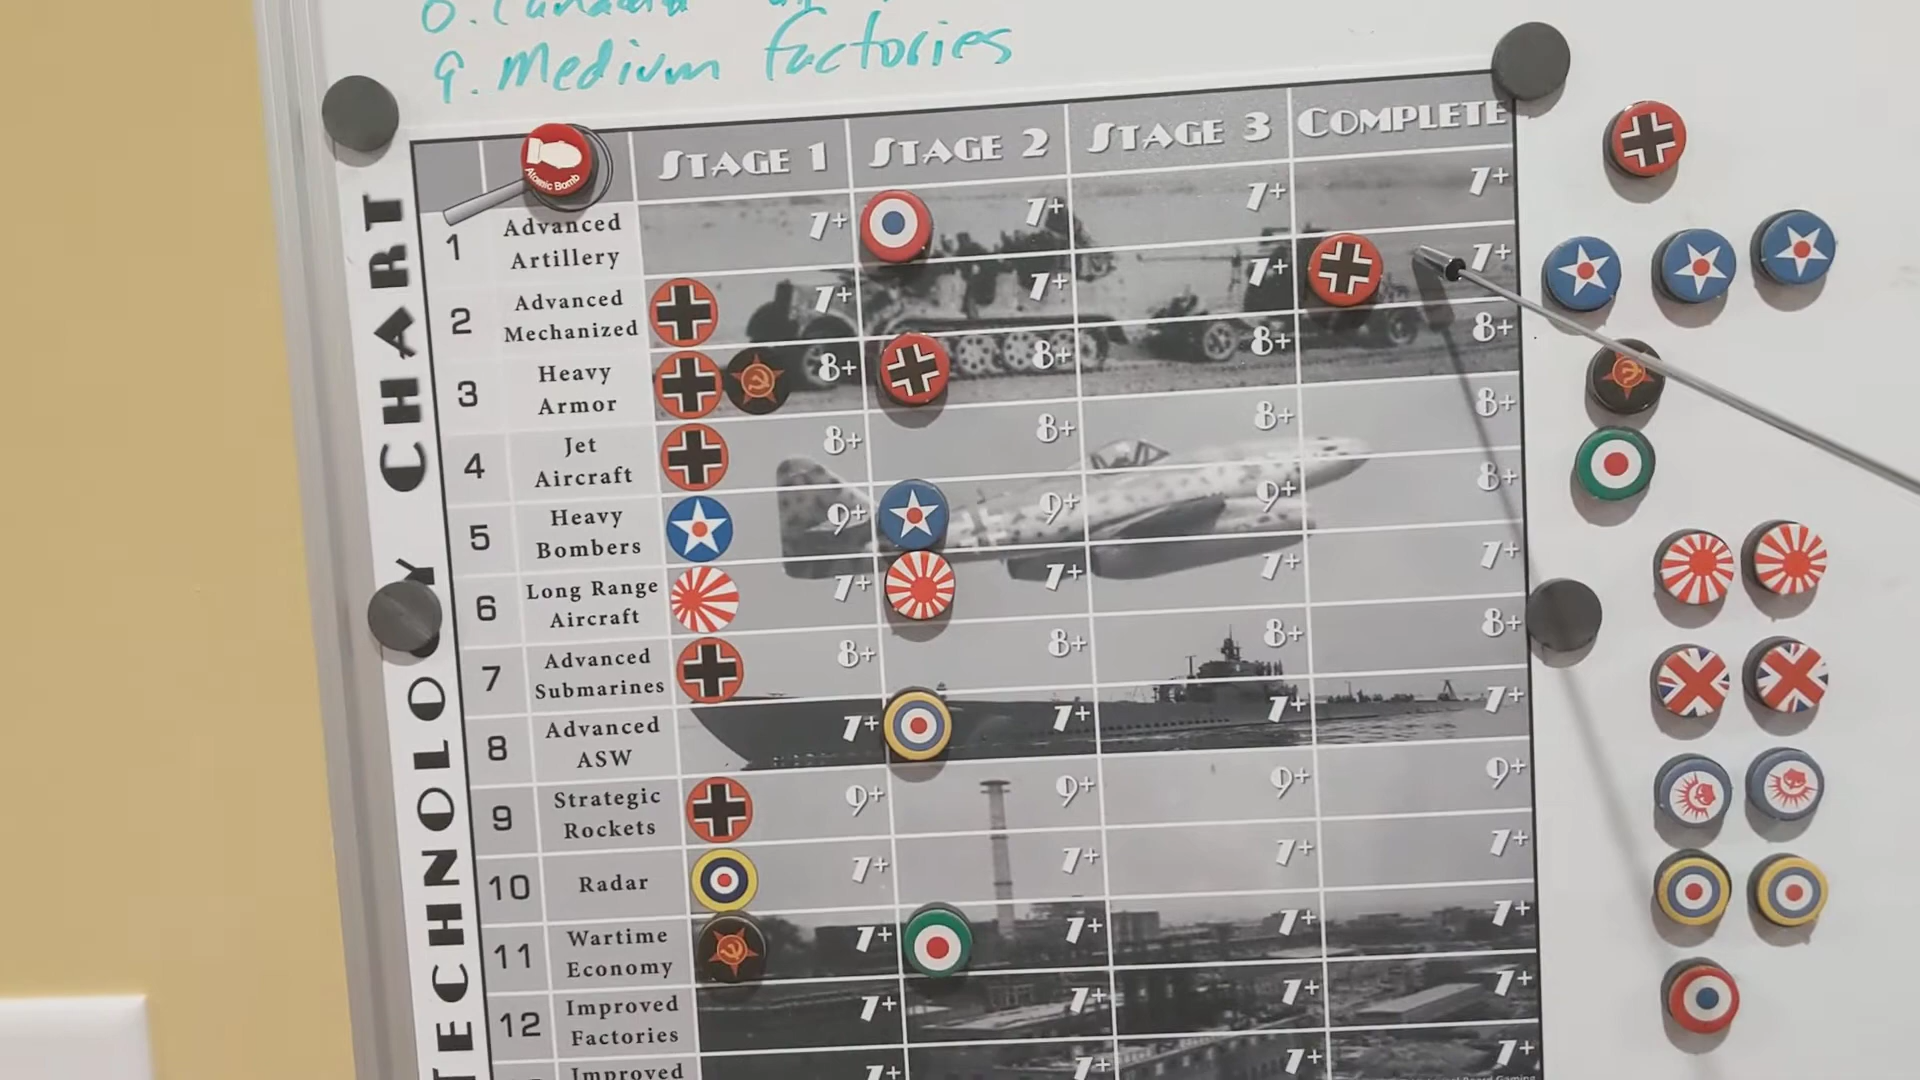 8. Canada
9. Medium factories
Atomic Bomb
STAGE 1 STAGE 2 STAGE 3 COMPLETE
TECHNOLOGY CHART
1 Advanced Artillery 7+ 7+ 7+ 7+
2 Advanced Mechanized 7+ 7+ 7+ 7+
3 Heavy Armor 8+ 8+ 8+ 8+
4 Jet Aircraft 8+ 8+ 8+ 8+
5 Heavy Bombers 9+ 9+ 9+ 8+
6 Long Range Aircraft 7+ 7+ 7+ 7+
7 Advanced Submarines 8+ 8+ 8+ 8+
8 Advanced ASW 7+ 7+ 7+ 7+
9 Strategic Rockets 9+ 9+ 9+ 9+
10 Radar 7+ 7+ 7+ 7+
11 Wartime Economy 7+ 7+ 7+ 7+
12 Improved Factories 7+ 7+ 7+ 7+
Improved 7+ 7+ 7+ 7+
Board Gaming